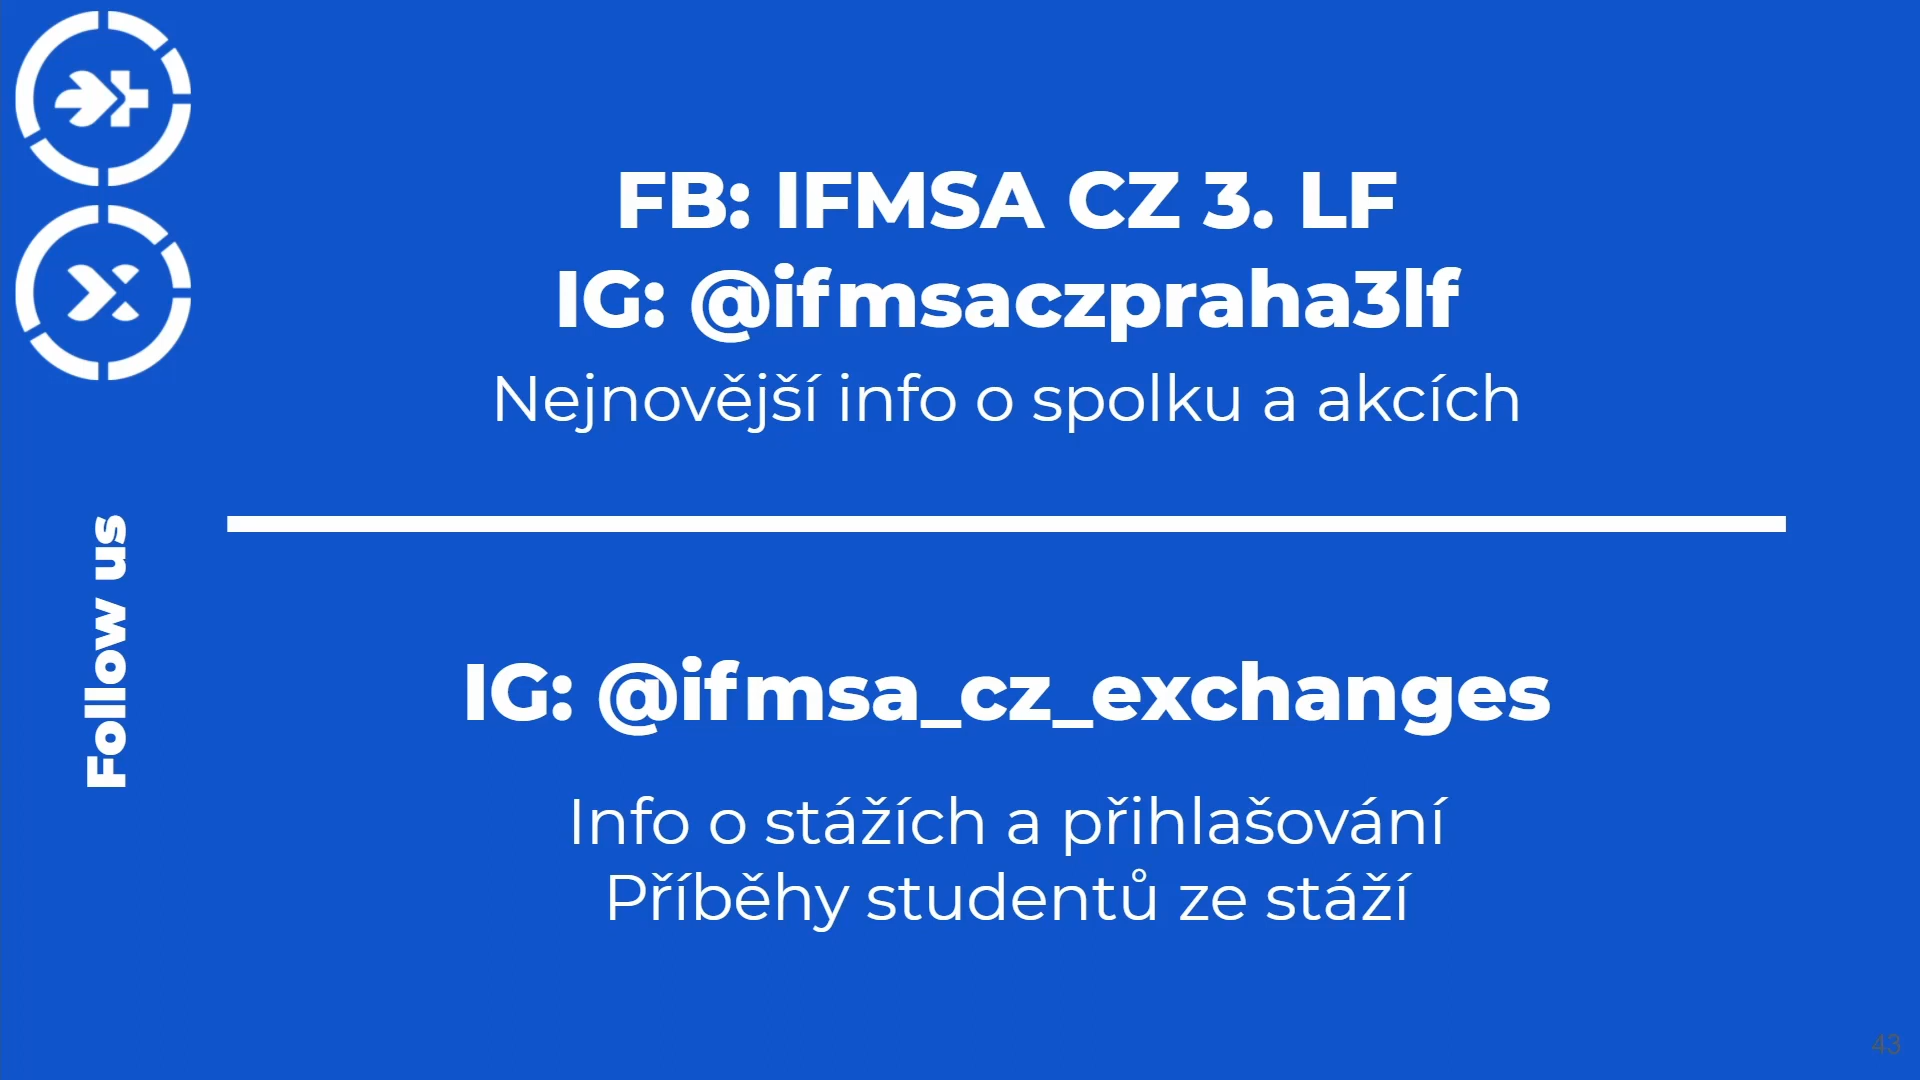 FB: IFMSA CZ 3. LF
IG: @ifmsaczpraha3lf
Nejnovější info o spolku a akcích
Follow us
IG: @ifmsa_cz_exchanges
Info o stážích a přihlašování
Příběhy studentů ze stáží
43